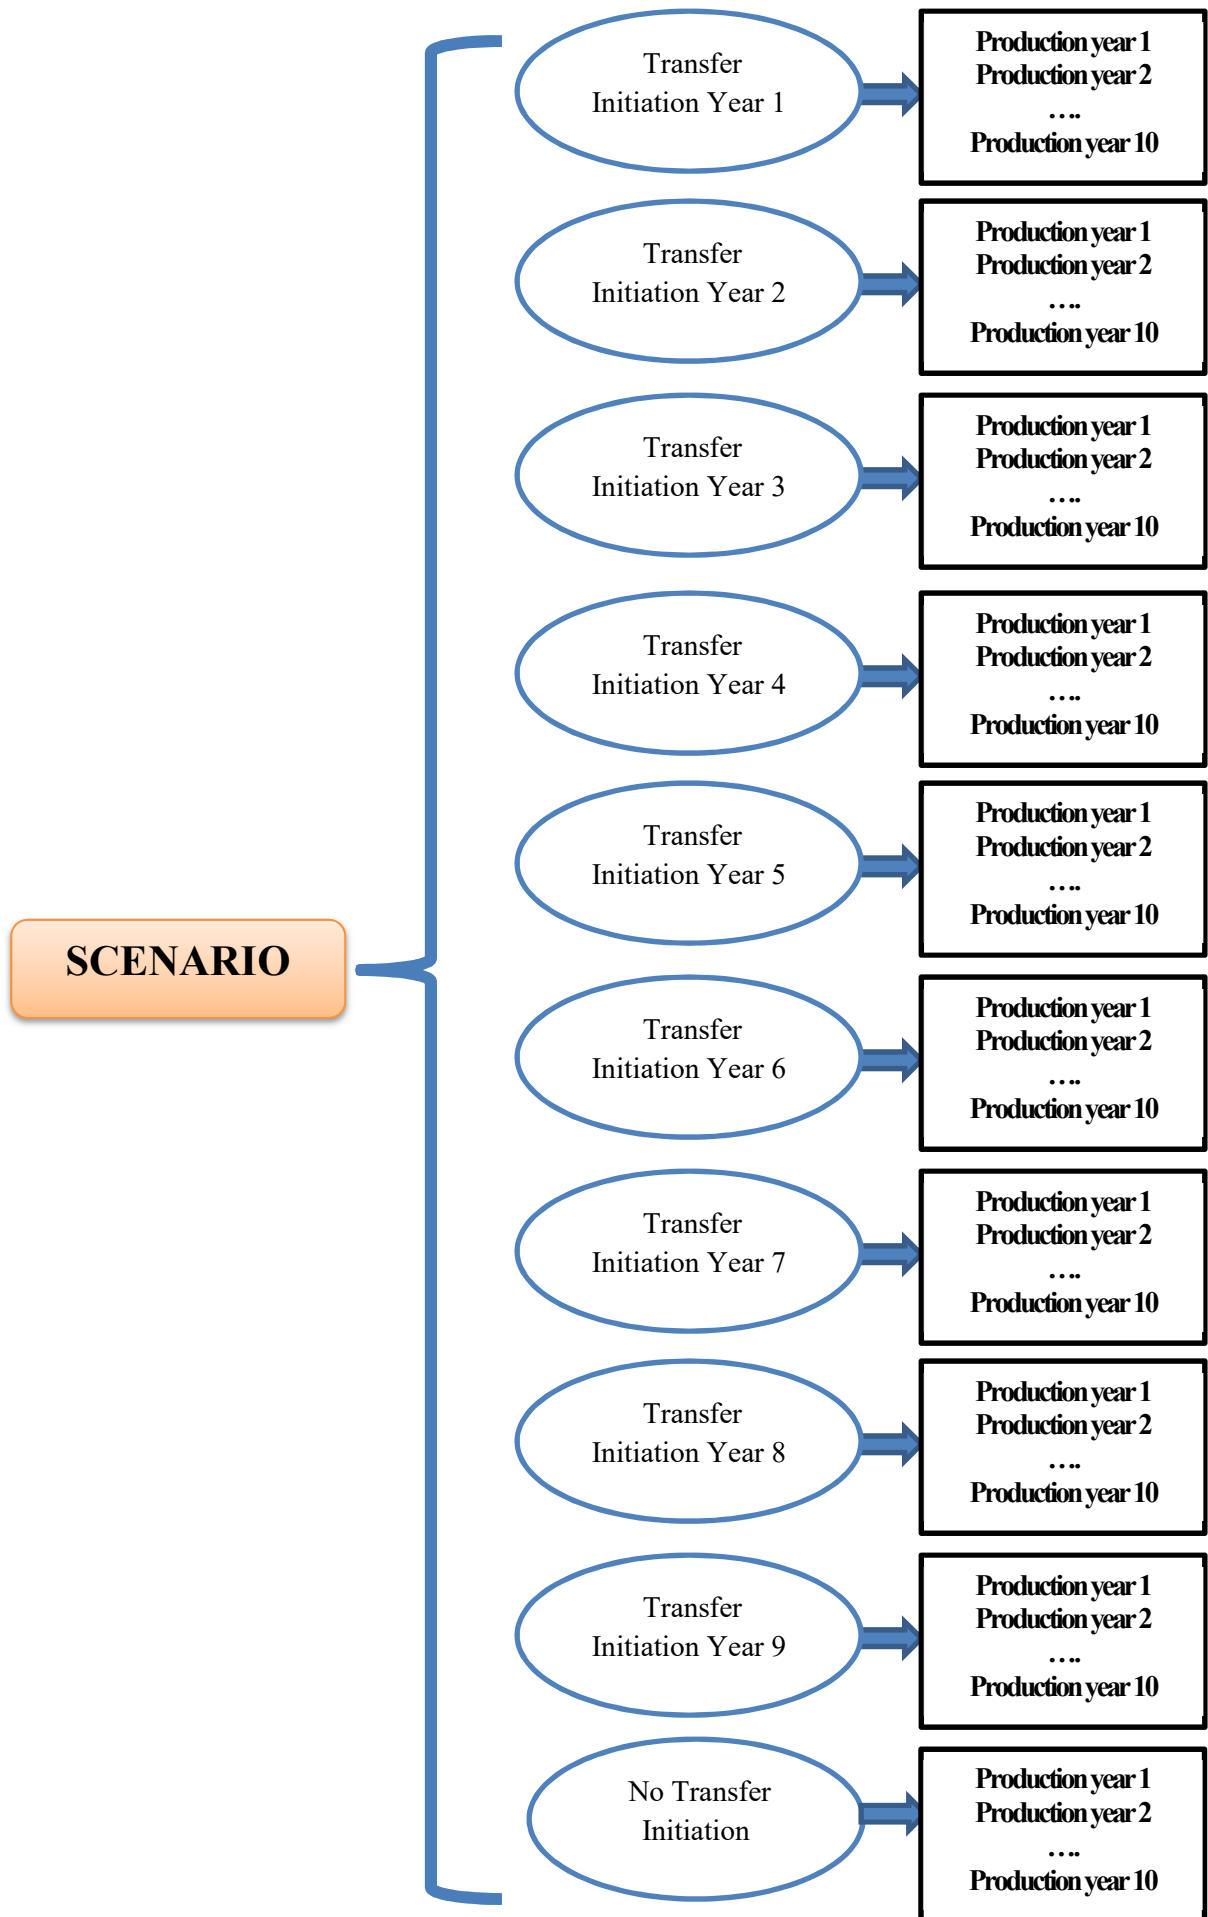 Transfer
Initiation Year 1
Production year 1
Production year 2
….
Production year 10
Transfer
Initiation Year 2
Production year 1
Production year 2
….
Production year 10
Transfer
Initiation Year 3
Production year 1
Production year 2
….
Production year 10
Transfer
Initiation Year 4
Production year 1
Production year 2
….
Production year 10
Transfer
Initiation Year 5
Production year 1
Production year 2
….
Production year 10
SCENARIO
Transfer
Initiation Year 6
Production year 1
Production year 2
….
Production year 10
Transfer
Initiation Year 7
Production year 1
Production year 2
….
Production year 10
Transfer
Initiation Year 8
Production year 1
Production year 2
….
Production year 10
Transfer
Initiation Year 9
Production year 1
Production year 2
….
Production year 10
No Transfer
Initiation
Production year 1
Production year 2
….
Production year 10